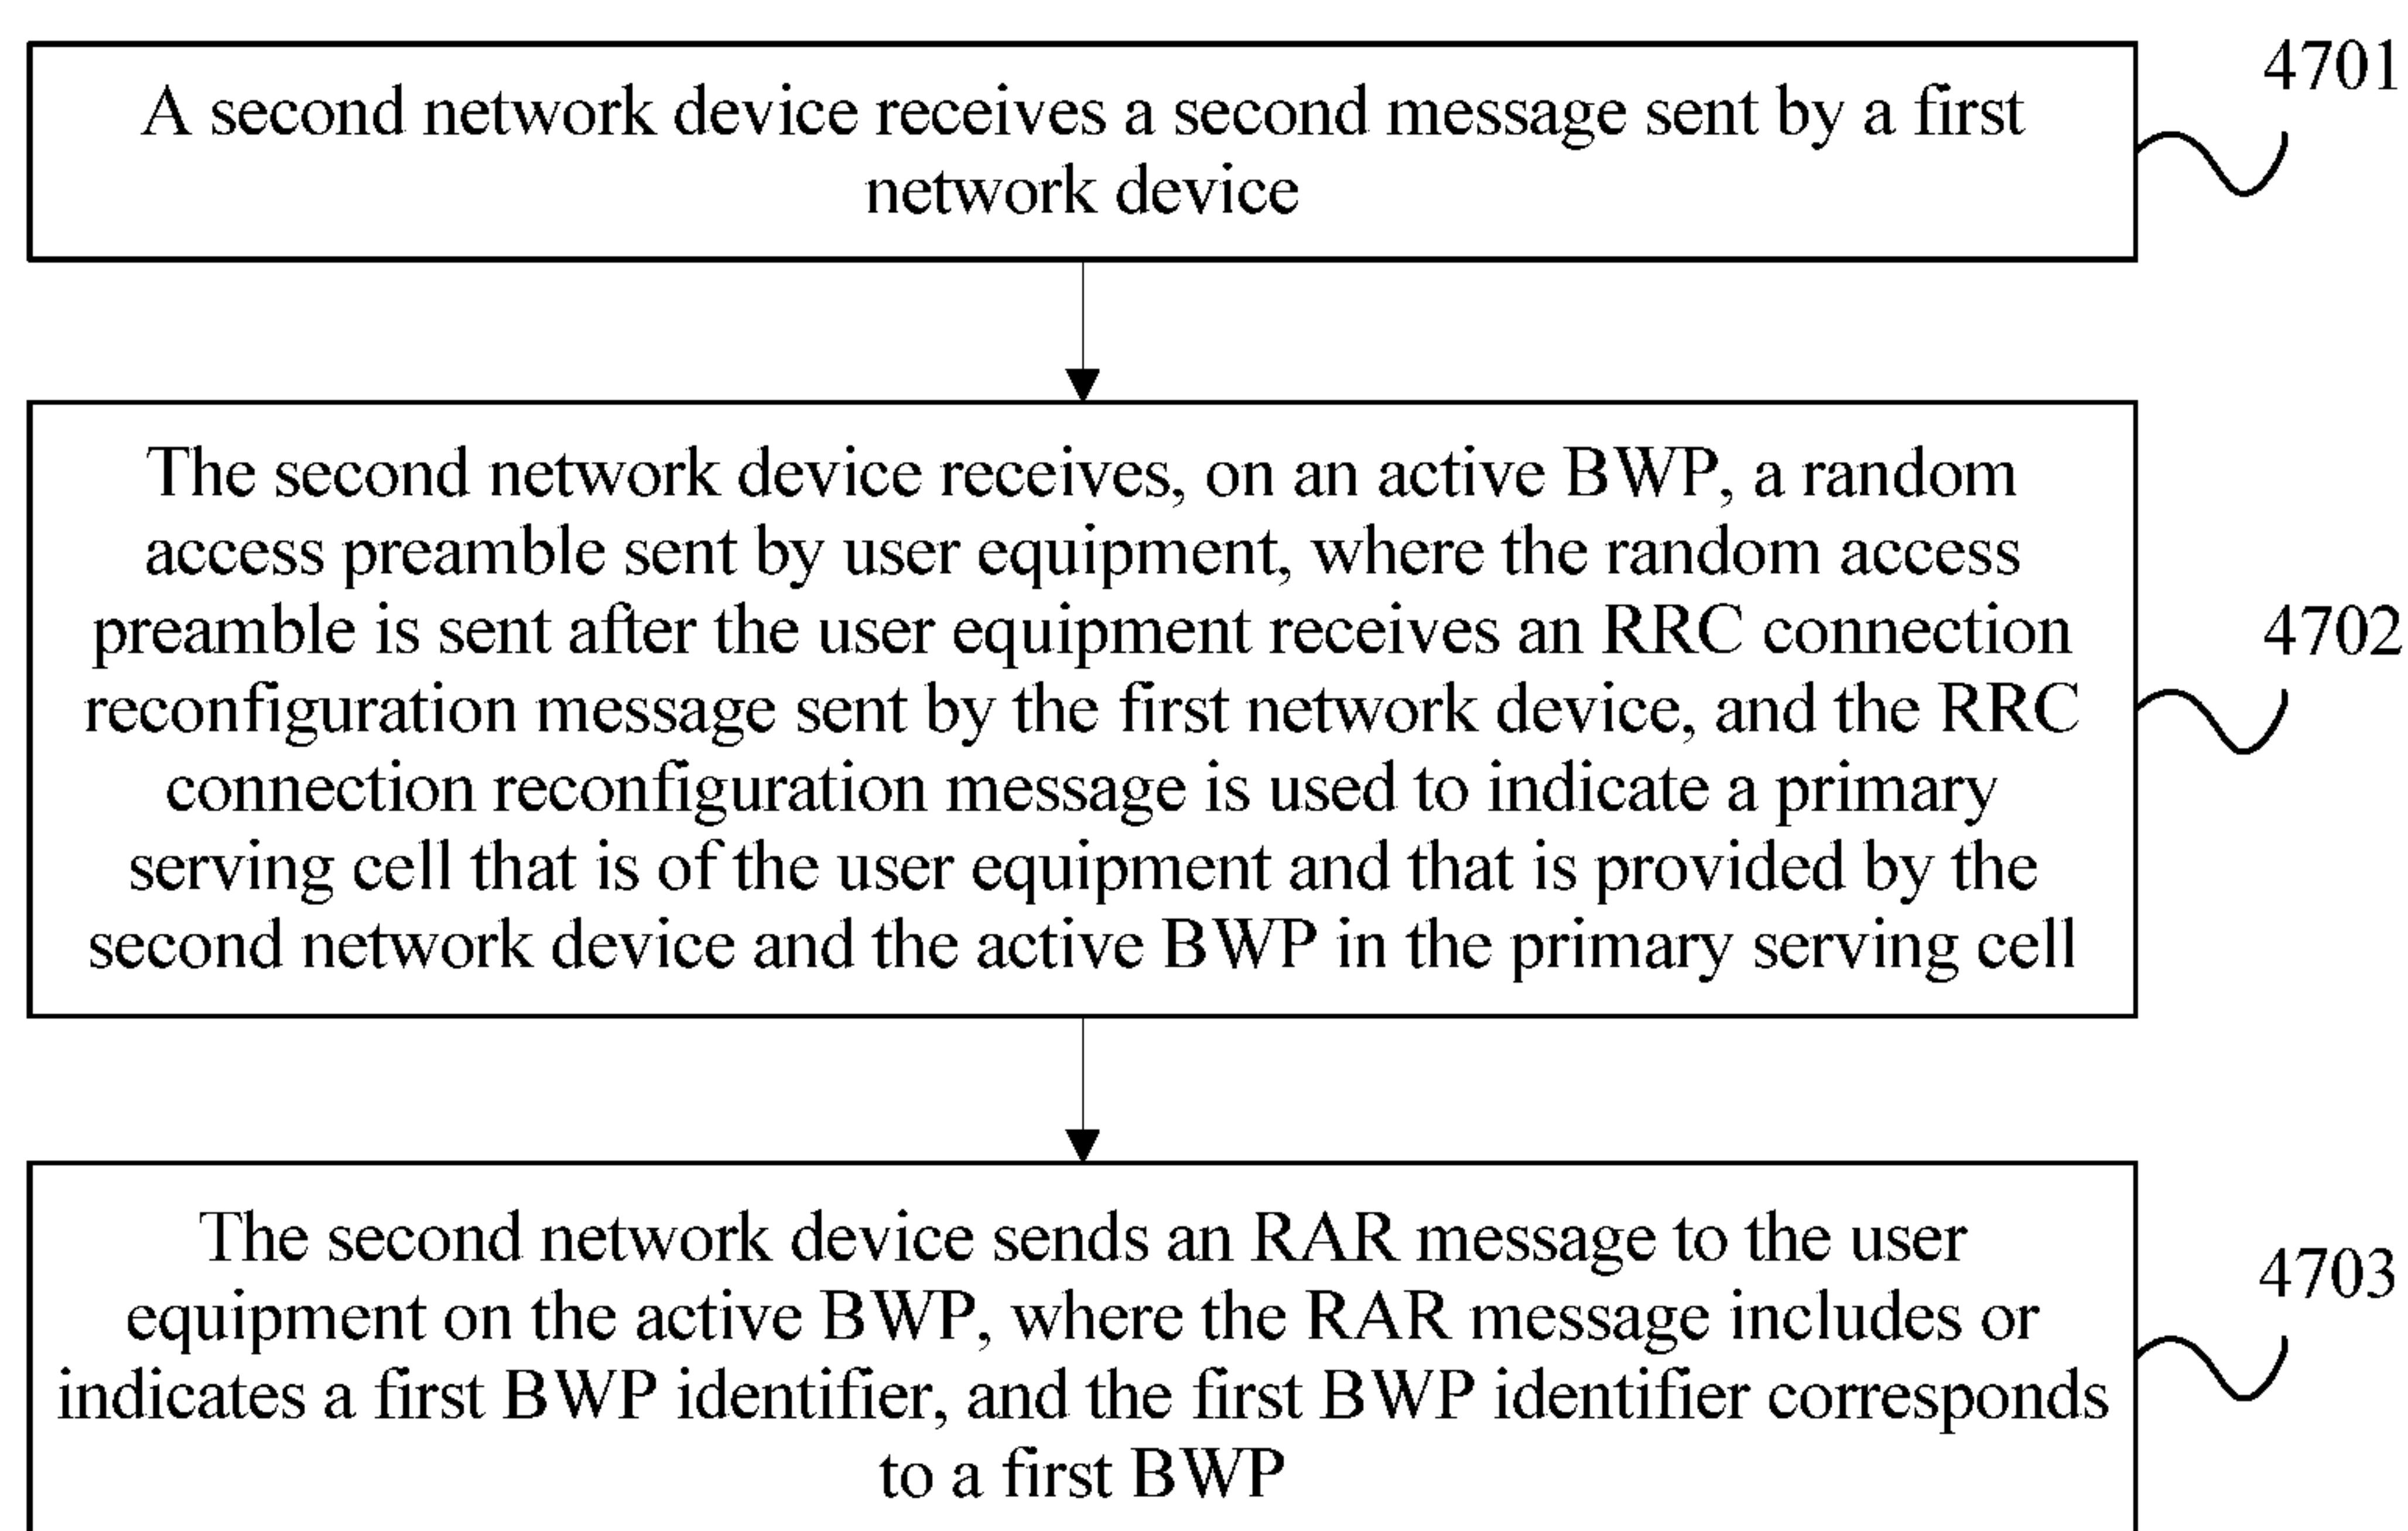 A second network device receives a second message sent by a first
network device
4701
The second network device receives, on an active BWP, a random
access preamble sent by user equipment, where the random access
preamble is sent after the user equipment receives an RRC connection
reconfiguration message sent by the first network device, and the RRC
connection reconfiguration message is used to indicate a primary
serving cell that is of the user equipment and that is provided by the
second network device and the active BWP in the primary serving cell
4702
The second network device sends an RAR message to the user
equipment on the active BWP, where the RAR message includes or
indicates a first BWP identifier, and the first BWP identifier corresponds
to a first BWP
4703